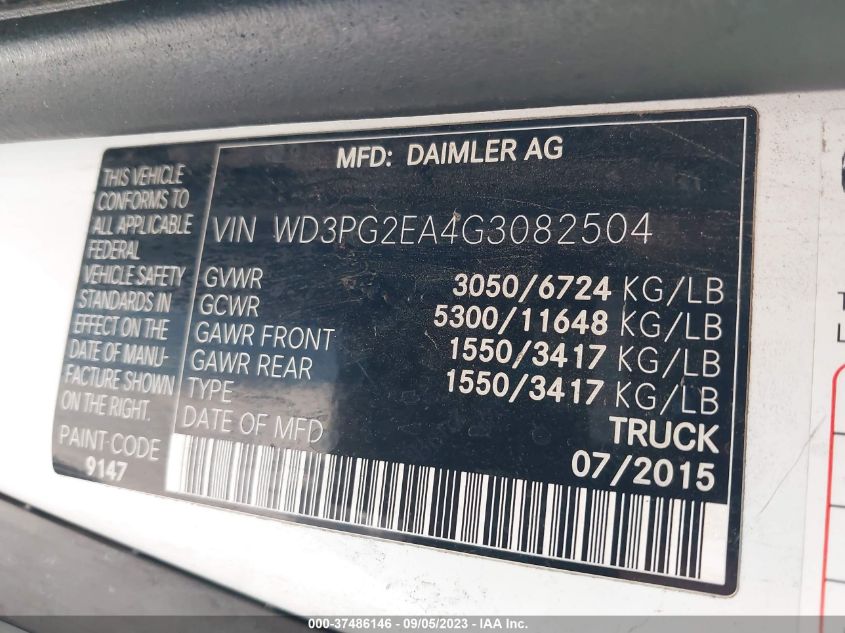 MFD: DAIMLER AG
THIS VEHICLE
CONFORMS TO
ALL APPLICABLE
FEDERAL
VEHICLE SAFETY
STANDARDS IN
EFFECT ON THE
DATE OF MANU-
FACTURE SHOWN
ON THE RIGHT.
PAINT-CODE
9147
VIN WD3PG2EA4G3082504
GVWR 3050/6724 KG/LB
GCWR 5300/11648 KG/LB
GAWR FRONT 1550/3417 KG/LB
GAWR REAR 1550/3417 KG/LB
TYPE TRUCK
DATE OF MFD 07/2015
000-37486146 - 09/05/2023 - IAA Inc.